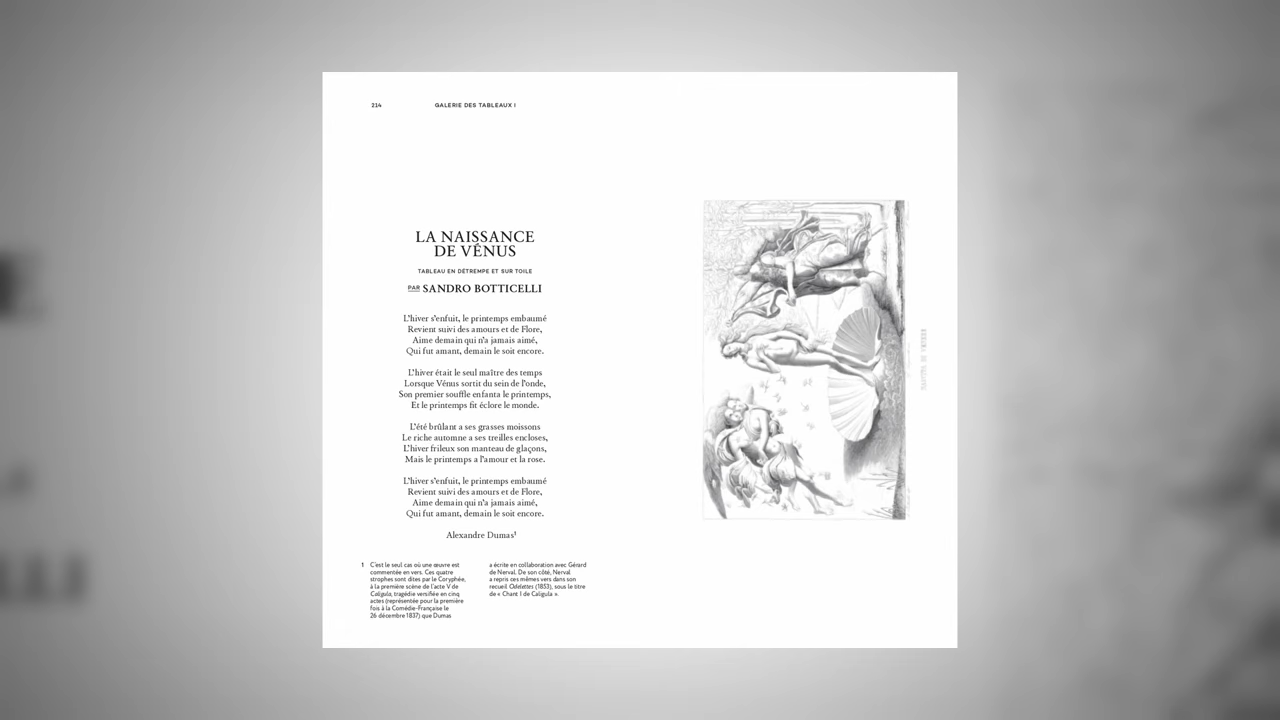 214
GALERIE DES TABLEAUX I
LA NAISSANCE
DE VÉNUS
TABLEAU EN DÉTREMPE ET SUR TOILE
PAR SANDRO BOTTICELLI
L'hiver s'enfuit, le printemps embaumé
Revient suivi des amours et de Flore,
Aime demain qui n'a jamais aimé,
Qui fut amant, demain le soit encore.
L'hiver était le seul maître des temps
Lorsque Vénus sortit du sein de l'onde,
Son premier souffle enfanta le printemps,
Et le printemps fit éclore le monde.
L'été brûlant a ses grasses moissons
Le riche automne a ses treilles encloses,
L'hiver frileux son manteau de glaçons,
Mais le printemps a l'amour et la rose.
L'hiver s'enfuit, le printemps embaumé
Revient suivi des amours et de Flore,
Aime demain qui n'a jamais aimé,
Qui fut amant, demain le soit encore.
Alexandre Dumas¹
1 C'est le seul cas où une œuvre est
commentée en vers. Ces quatre
strophes sont dites par le Coryphée,
à la première scène de l'acte V de
Caligula, tragédie versifiée en cinq
actes (représentée pour la première
fois à la Comédie-Française le
26 décembre 1837) que Dumas
a écrite en collaboration avec Gérard
de Nerval. De son côté, Nerval
a repris ces mêmes vers dans son
recueil Odelettes (1853), sous le titre
de « Chant I de Caligula ».